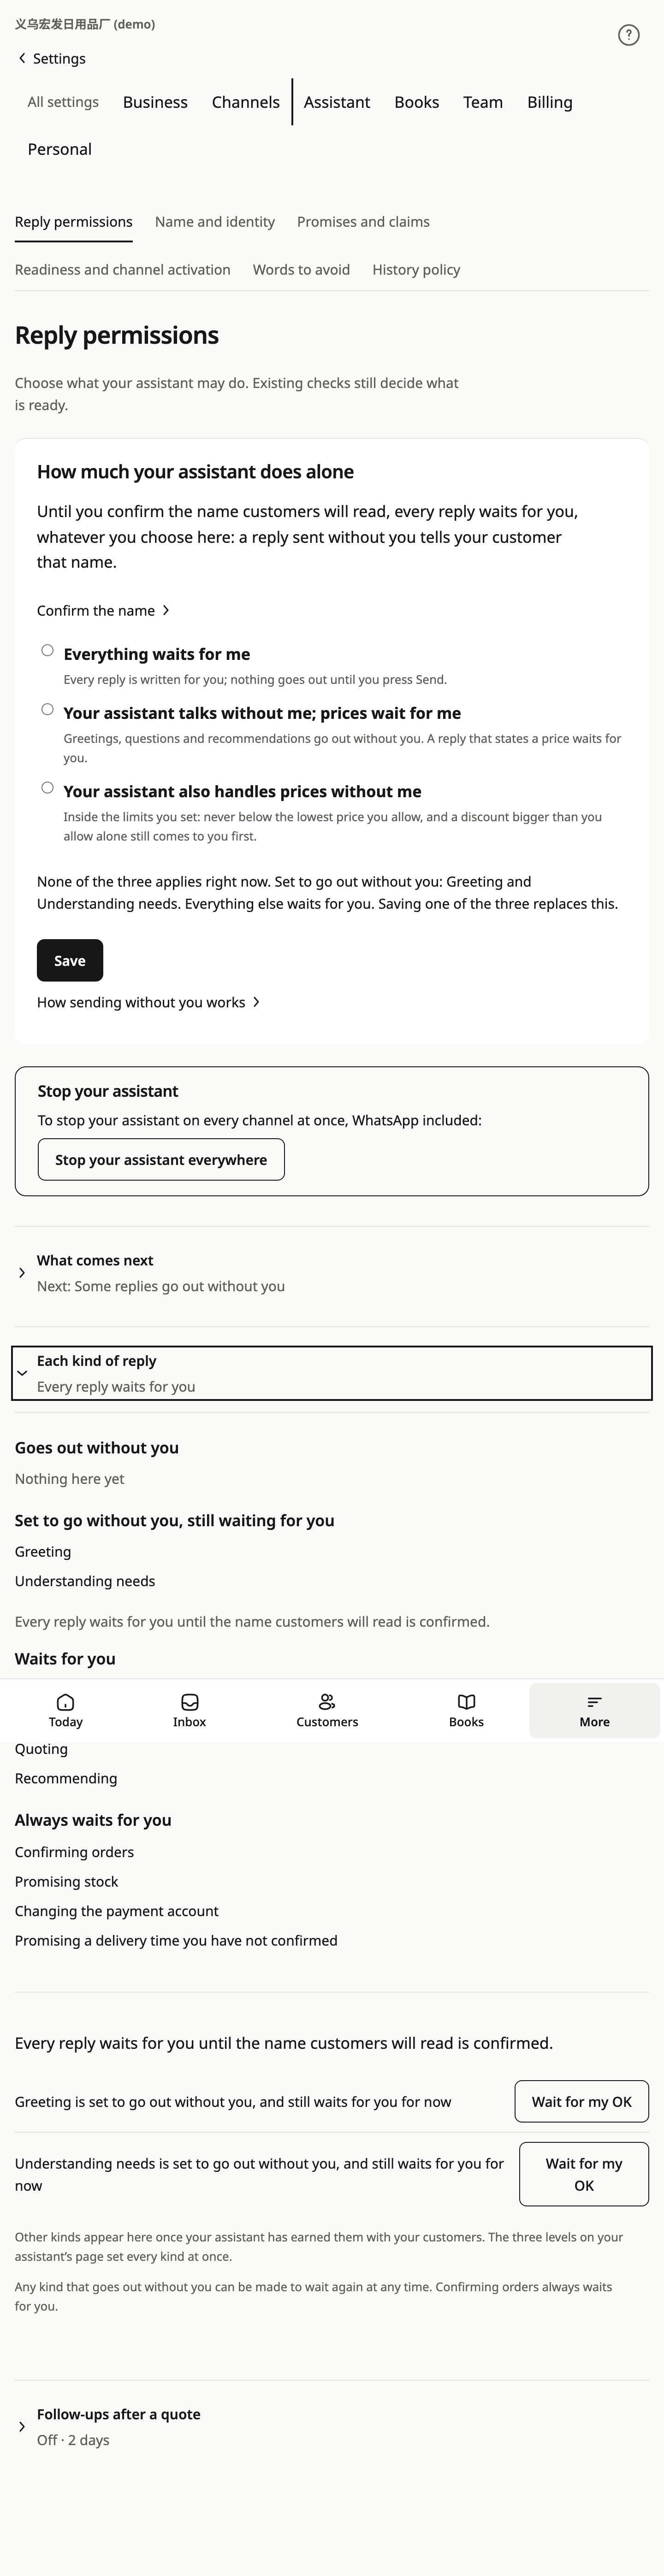 义乌宏发日用品厂 (demo)
?
Settings
All settings
Business
Channels
Assistant
Books
Team
Billing
Personal
Reply permissions
Name and identity
Promises and claims
Readiness and channel activation
Words to avoid
History policy
Reply permissions
Choose what your assistant may do. Existing checks still decide what
is ready.
How much your assistant does alone
Until you confirm the name customers will read, every reply waits for you,
whatever you choose here: a reply sent without you tells your customer
that name.
Confirm the name
Everything waits for me
Every reply is written for you; nothing goes out until you press Send.
Your assistant talks without me; prices wait for me
Greetings, questions and recommendations go out without you. A reply that states a price waits for
you.
Your assistant also handles prices without me
Inside the limits you set: never below the lowest price you allow, and a discount bigger than you
allow alone still comes to you first.
None of the three applies right now. Set to go out without you: Greeting and
Understanding needs. Everything else waits for you. Saving one of the three replaces this.
Save
How sending without you works
Stop your assistant
To stop your assistant on every channel at once, WhatsApp included:
Stop your assistant everywhere
What comes next
Next: Some replies go out without you
Each kind of reply
Every reply waits for you
Goes out without you
Nothing here yet
Set to go without you, still waiting for you
Greeting
Understanding needs
Every reply waits for you until the name customers will read is confirmed.
Waits for you
Today
Inbox
Customers
Books
More
Quoting
Recommending
Always waits for you
Confirming orders
Promising stock
Changing the payment account
Promising a delivery time you have not confirmed
Every reply waits for you until the name customers will read is confirmed.
Greeting is set to go out without you, and still waits for you for now
Wait for my OK
Understanding needs is set to go out without you, and still waits for you for
now
Wait for my
OK
Other kinds appear here once your assistant has earned them with your customers. The three levels on your
assistant's page set every kind at once.
Any kind that goes out without you can be made to wait again at any time. Confirming orders always waits
for you.
Follow-ups after a quote
Off · 2 days